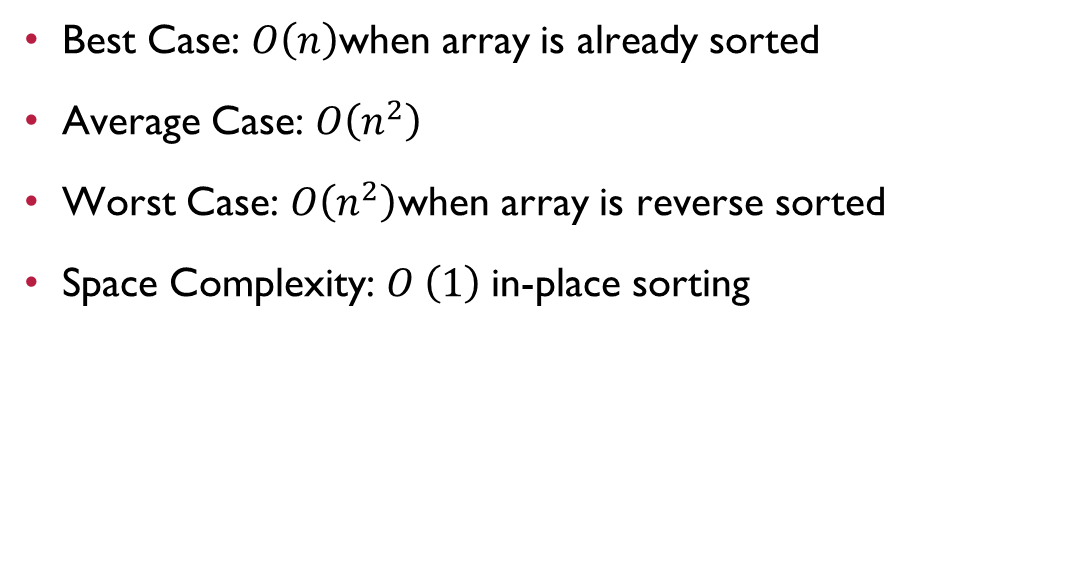 • Best Case: O(n)when array is already sorted
• Average Case: O(n²)
• Worst Case: O(n²)when array is reverse sorted
• Space Complexity: O (1) in-place sorting